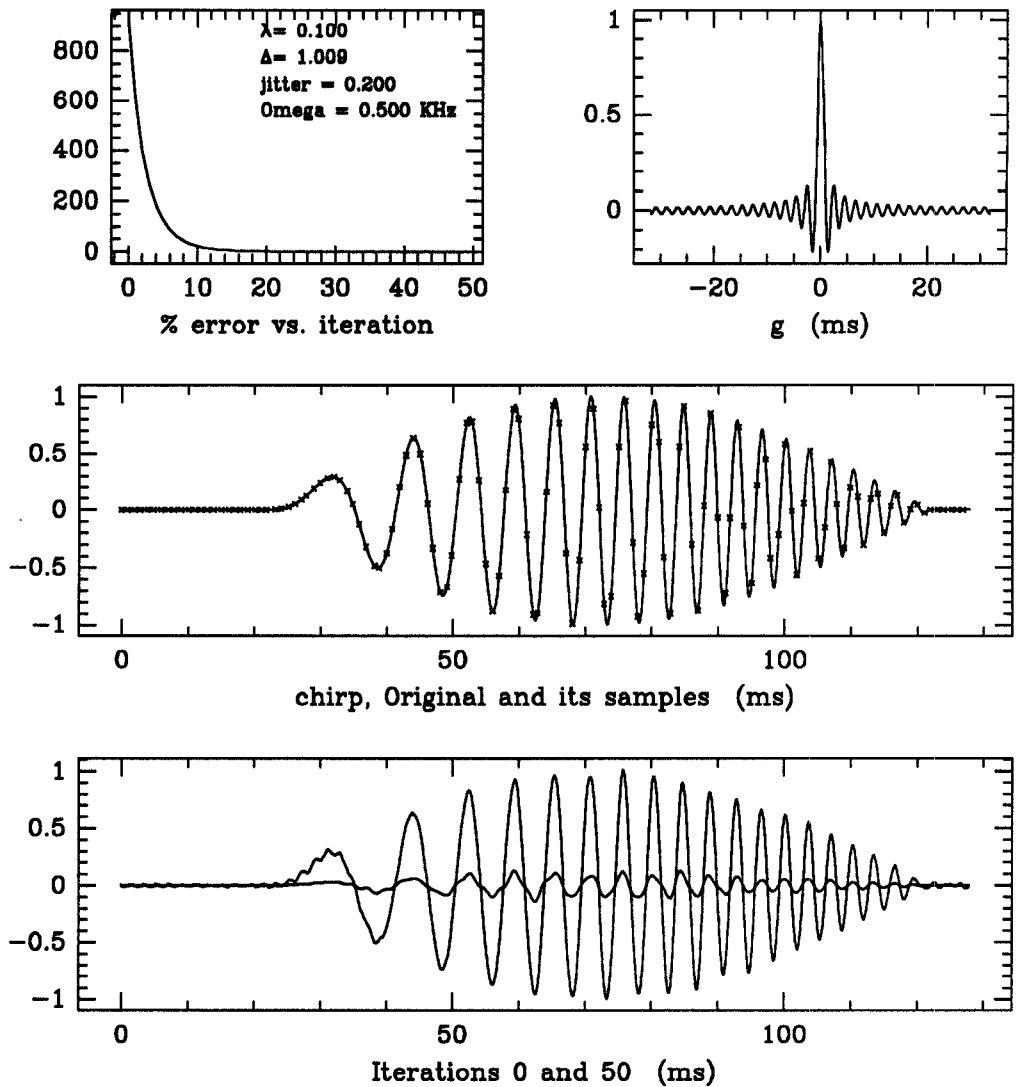 800
600
400
200
0
λ= 0.100
Δ= 1.009
jitter = 0.200
Omega = 0.500 KHz
0 10 20 30 40 50
% error vs. iteration
1
0.5
0
−20 0 20
g (ms)
1
0.5
0
−0.5
−1
0 50 100
chirp, Original and its samples (ms)
1
0.5
0
−0.5
−1
0 50 100
Iterations 0 and 50 (ms)